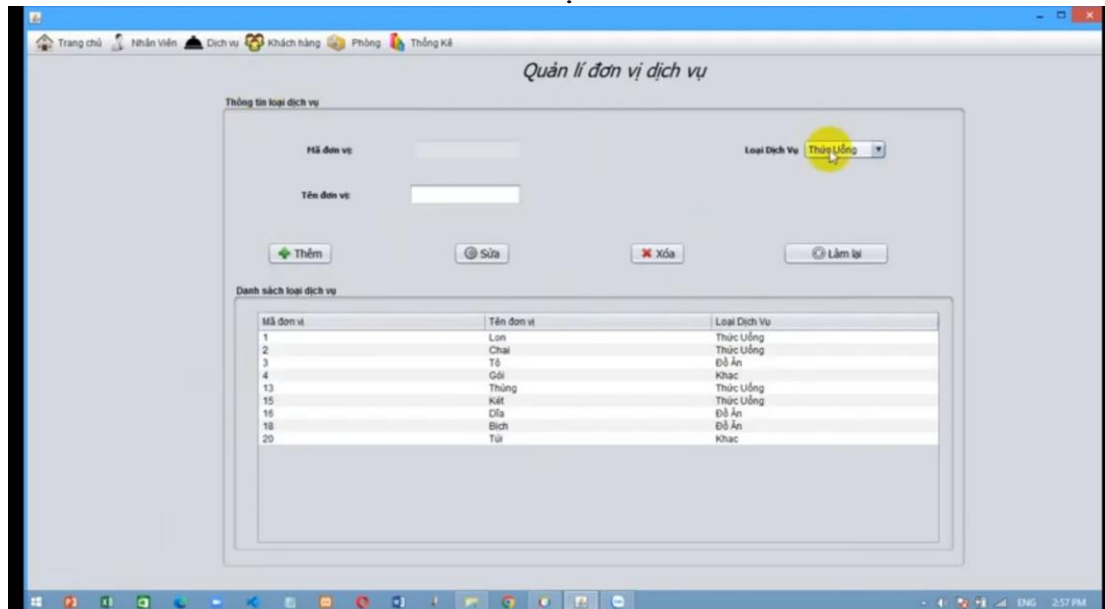 Trang chủ Nhân Viên Dịch vu Khách hàng Phòng Thống Kê
Quản lí đơn vị dịch vụ
Thông tin loại dịch vụ
Mã đơn vị: Loại Dịch Vụ Thức Uống
Tên đơn vị:
Thêm Sửa Xóa Làm lại
Danh sách loại dịch vụ
Mã đơn vị Tên đơn vị Loại Dịch Vụ
1 Lon Thức Uống
2 Chai Thức Uống
3 Tô Đồ Ăn
4 Gói Khac
13 Thùng Thức Uống
15 Két Thức Uống
16 Dĩa Đồ Ăn
18 Bịch Đồ Ăn
20 Túi Khac
ENG 2:57 PM